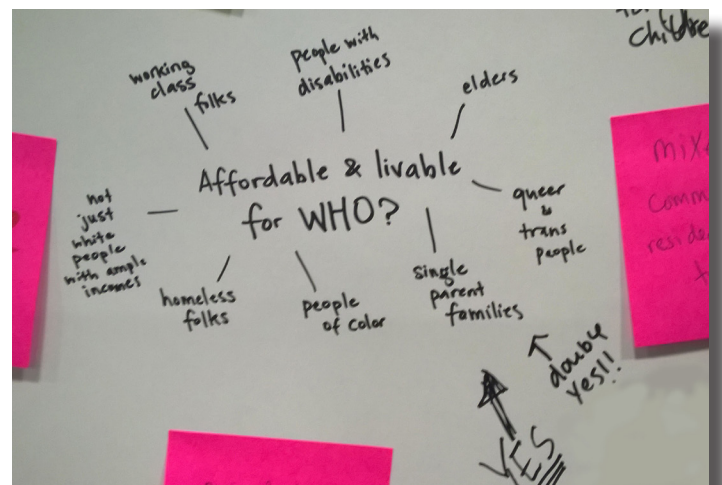 children
working
class
folks
people with
disabilities
elders
Affordable & livable
for WHO?
not
just
white
people
with ample
incomes
queer
&
trans
people
homeless
folks
people
of color
single
parent
families
double
yes!!
YES